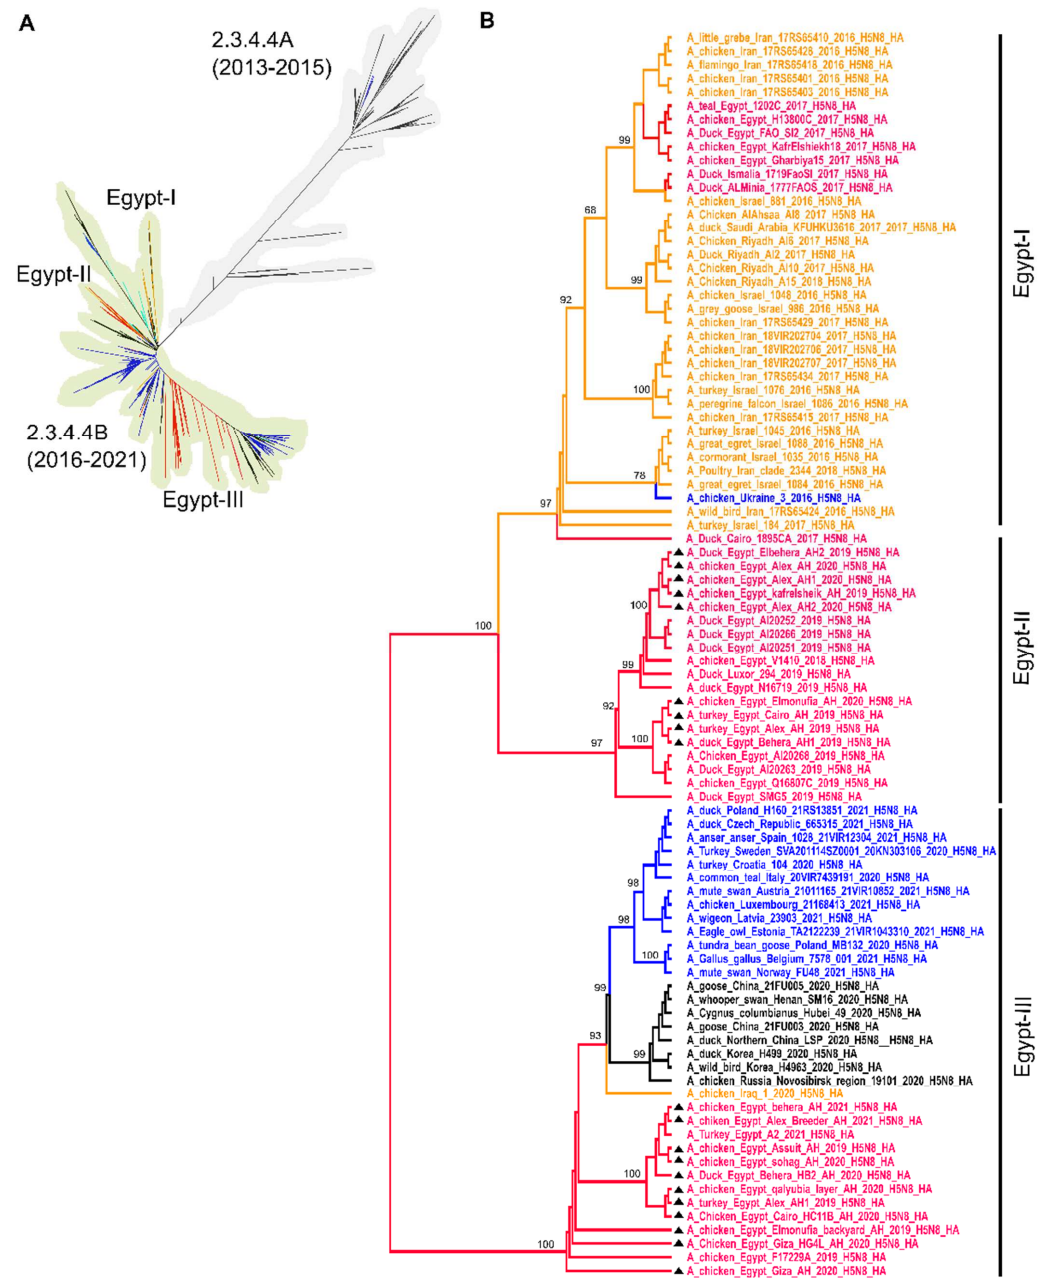 A
2.3.4.4A
(2013-2015)
Egypt-I
Egypt-II
2.3.4.4B
(2016-2021)
Egypt-III
B
A_little_grebe_Iran_17RS65410_2016_H5N8_HA
A_chicken_Iran_17RS65428_2016_H5N8_HA
A_flamingo_Iran_17RS65418_2016_H5N8_HA
A_chicken_Iran_17RS65401_2016_H5N8_HA
A_chicken_Iran_17RS65403_2016_H5N8_HA
A_teal_Egypt_1202C_2017_H5N8_HA
A_chicken_Egypt_H13800C_2017_H5N8_HA
A_Duck_Egypt_FAO_SI2_2017_H5N8_HA
99
A_chicken_Egypt_KafrElshiekh18_2017_H5N8_HA
A_chicken_Egypt_Gharbiya15_2017_H5N8_HA
A_Duck_Ismalia_1719FaoSI_2017_H5N8_HA
A_Duck_ALMinia_1777FAOS_2017_H5N8_HA
A_chicken_Israel_881_2016_H5N8_HA
68
A_Chicken_AlAhsaa_AI8_2017_H5N8_HA
A_duck_Saudi_Arabia_KFUHKU3616_2017_2017_H5N8_HA
A_Chicken_Riyadh_AI6_2017_H5N8_HA
A_Duck_Riyadh_AI2_2017_H5N8_HA
A_Chicken_Riyadh_AI10_2017_H5N8_HA
99
A_Chicken_Riyadh_A15_2018_H5N8_HA
92
A_chicken_Israel_1048_2016_H5N8_HA
A_grey_goose_Israel_986_2016_H5N8_HA
A_chicken_Iran_17RS65429_2017_H5N8_HA
A_chicken_Iran_18VIR202704_2017_H5N8_HA
A_chicken_Iran_18VIR202706_2017_H5N8_HA
A_chicken_Iran_18VIR202707_2017_H5N8_HA
A_chicken_Iran_17RS65434_2017_H5N8_HA
100
A_turkey_Israel_1076_2016_H5N8_HA
A_peregrine_falcon_Israel_1086_2016_H5N8_HA
A_chicken_Iran_17RS65415_2017_H5N8_HA
A_turkey_Israel_1045_2016_H5N8_HA
A_great_egret_Israel_1088_2016_H5N8_HA
A_cormorant_Israel_1035_2016_H5N8_HA
A_Poultry_Iran_clade_2344_2018_H5N8_HA
78
A_great_egret_Israel_1084_2016_H5N8_HA
A_chicken_Ukraine_3_2016_H5N8_HA
97
A_wild_bird_Iran_17RS65424_2017_H5N8_HA
A_turkey_Israel_184_2017_H5N8_HA
A_Duck_Cairo_1895CA_2017_H5N8_HA
Egypt-I
A_Duck_Egypt_Elbehera_AH2_2019_H5N8_HA
A_chicken_Egypt_Alex_AH_2020_H5N8_HA
A_chicken_Egypt_Alex_AH1_2020_H5N8_HA
A_chicken_Egypt_kafrelsheik_AH_2019_H5N8_HA
100
A_chicken_Egypt_Alex_AH2_2020_H5N8_HA
A_Duck_Egypt_AI20252_2019_H5N8_HA
100
A_Duck_Egypt_AI20266_2019_H5N8_HA
A_Duck_Egypt_AI20251_2019_H5N8_HA
A_chicken_Egypt_V1410_2018_H5N8_HA
99
A_Duck_Luxor_294_2019_H5N8_HA
A_duck_Egypt_N16719_2019_H5N8_HA
A_chicken_Egypt_Elmonufia_AH_2020_H5N8_HA
92
A_turkey_Egypt_Cairo_AH_2019_H5N8_HA
A_turkey_Egypt_Alex_AH_2019_H5N8_HA
97
100
A_duck_Egypt_Behera_AH1_2019_H5N8_HA
A_Chicken_Egypt_AI20268_2019_H5N8_HA
A_Duck_Egypt_AI20263_2019_H5N8_HA
A_chicken_Egypt_Q16807C_2019_H5N8_HA
A_Duck_Egypt_SMG5_2019_H5N8_HA
Egypt-II
A_duck_Poland_H160_21RS13851_2021_H5N8_HA
A_duck_Czech_Republic_665315_2021_H5N8_HA
A_anser_anser_Spain_1028_21VIR12304_2021_H5N8_HA
A_Turkey_Sweden_SVA201114SZ0001_20KN303106_2020_H5N8_HA
A_turkey_Croatia_104_2020_H5N8_HA
A_common_teal_Italy_20VIR7439191_2020_H5N8_HA
98
A_mute_swan_Austria_21011165_21VIR10852_2021_H5N8_HA
A_chicken_Luxembourg_21168413_2021_H5N8_HA
98
A_wigeon_Latvia_23903_2021_H5N8_HA
A_Eagle_owl_Estonia_TA2122239_21VIR1043310_2021_H5N8_HA
A_tundra_bean_goose_Poland_MB132_2020_H5N8_HA
100
A_Gallus_gallus_Belgium_7578_001_2021_H5N8_HA
A_mute_swan_Norway_FU48_2021_H5N8_HA
99
A_goose_China_21FU005_2020_H5N8_HA
A_whooper_swan_Henan_SM16_2020_H5N8_HA
A_Cygnus_columbianus_Hubei_49_2020_H5N8_HA
A_goose_China_21FU003_2020_H5N8_HA
93
A_duck_Northern_China_LSP_2020_H5N8__H5N8_HA
99
A_duck_Korea_H499_2020_H5N8_HA
A_wild_bird_Korea_H4963_2020_H5N8_HA
A_chicken_Russia_Novosibirsk_region_19101_2020_H5N8_HA
A_chicken_Iraq_1_2020_H5N8_HA
A_chicken_Egypt_behera_AH_2021_H5N8_HA
A_chiken_Egypt_Alex_Breeder_AH_2021_H5N8_HA
A_Turkey_Egypt_A2_2021_H5N8_HA
A_chicken_Egypt_Assuit_AH_2019_H5N8_HA
A_chicken_Egypt_sohag_AH_2020_H5N8_HA
100
A_Duck_Egypt_Behera_HB2_AH_2020_H5N8_HA
A_chicken_Egypt_qalyubia_layer_AH_2020_H5N8_HA
A_turkey_Egypt_Alex_AH1_2019_H5N8_HA
A_Chicken_Egypt_Cairo_HC11B_AH_2020_H5N8_HA
A_chicken_Egypt_Elmonufia_backyard_AH_2019_H5N8_HA
100
A_Chicken_Egypt_Giza_HG4L_AH_2020_H5N8_HA
A_chicken_Egypt_F17229A_2019_H5N8_HA
A_chicken_Egypt_Giza_AH_2020_H5N8_HA
Egypt-III